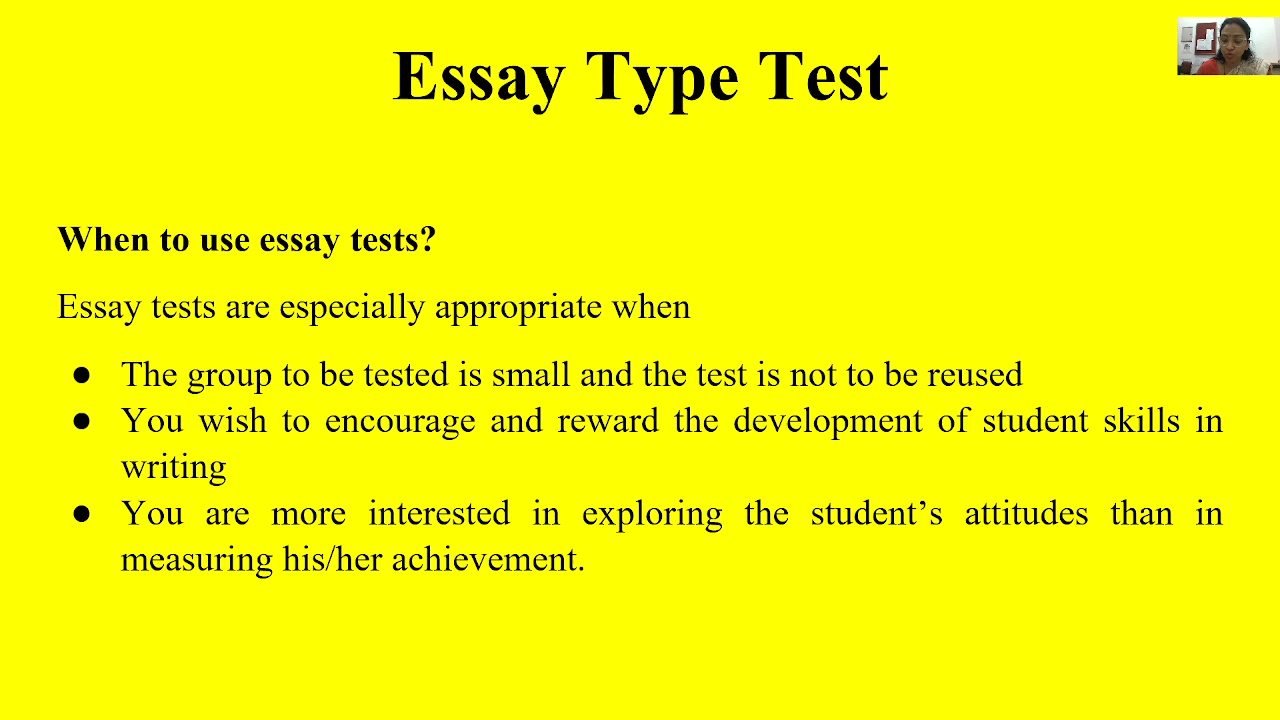 Essay Type Test
When to use essay tests?
Essay tests are especially appropriate when
● The group to be tested is small and the test is not to be reused
● You wish to encourage and reward the development of student skills in
writing
● You are more interested in exploring the student’s attitudes than in
measuring his/her achievement.